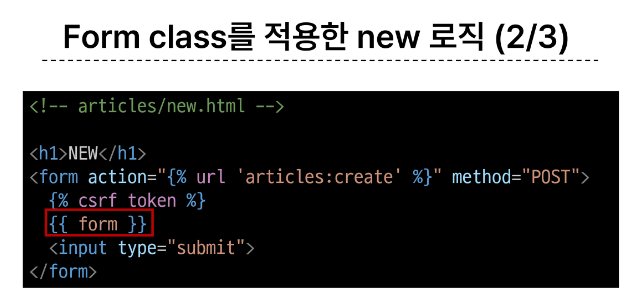 Form class를 적용한 new 로직 (2/3)
<!-- articles/new.html -->
<h1>NEW</h1>
<form action="{% url 'articles:create' %}" method="POST">
{% csrf_token %}
{{ form }}
<input type="submit">
</form>